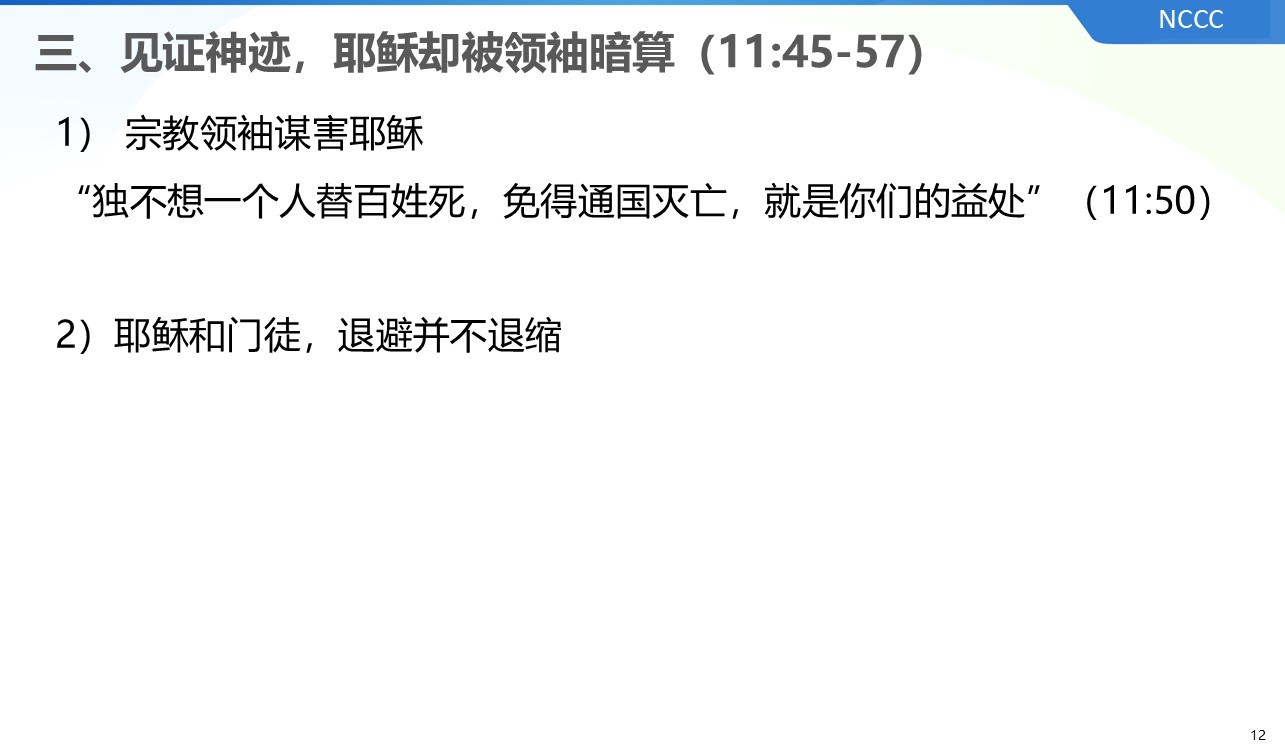 NCCC
三、见证神迹，耶稣却被领袖暗算（11:45-57）
1） 宗教领袖谋害耶稣
“独不想一个人替百姓死，免得通国灭亡，就是你们的益处”（11:50）
2）耶稣和门徒，退避并不退缩
12